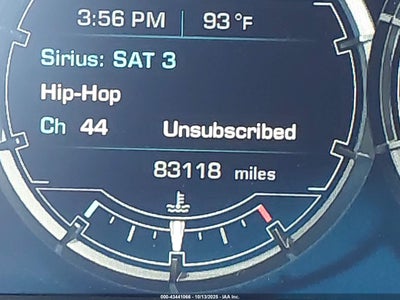 3:56 PM 93 °F
Sirius: SAT 3
Hip-Hop
Ch 44 Unsubscribed
83118 miles
000-43441066 - 10/13/2025 - IAA Inc.